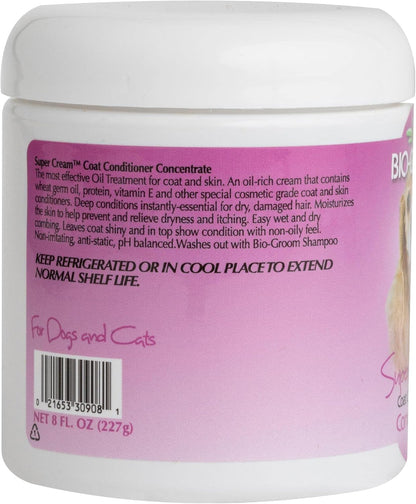 Super Cream™ Coat Conditioner Concentrate
The most effective Oil Treatment for coat and skin. An oil-rich cream that contains
wheat germ oil, protein, vitamin E and other special cosmetic grade coat and skin
conditioners. Deep conditions instantly-essential for dry, damaged hair. Moisturizes
the skin to help prevent and relieve dryness and itching. Easy wet and dry
combing. Leaves coat shiny and in top show condition with non-oily feel.
Non-irritating, anti-static, pH balanced.Washes out with Bio-Groom Shampoo
KEEP REFRIGERATED OR IN COOL PLACE TO EXTEND
NORMAL SHELF LIFE.
For Dogs and Cats
0 21653 30908 1
NET 8 FL. OZ (227g)
BIO-
Supe
Coat
Con